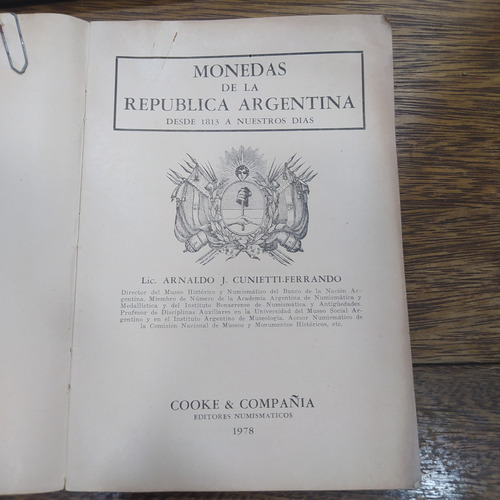 MONEDAS
DE LA
REPUBLICA ARGENTINA
DESDE 1813 A NUESTROS DIAS
Lic. ARNALDO J. CUNIETTI-FERRANDO
Director del Museo Histórico y Numismático del Banco de la Nación Ar-
gentina. Miembro de Número de la Academia Argentina de Numismática y
Medallística y del Instituto Bonaerense de Numismática y Antigüedades.
Profesor de Disciplinas Auxiliares en la Universidad del Museo Social Ar-
gentino y en el Instituto Argentino de Museología. Asesor Numismático de
la Comisión Nacional de Museos y Monumentos Históricos, etc.
COOKE & COMPAÑIA
EDITORES NUMISMATICOS
1978